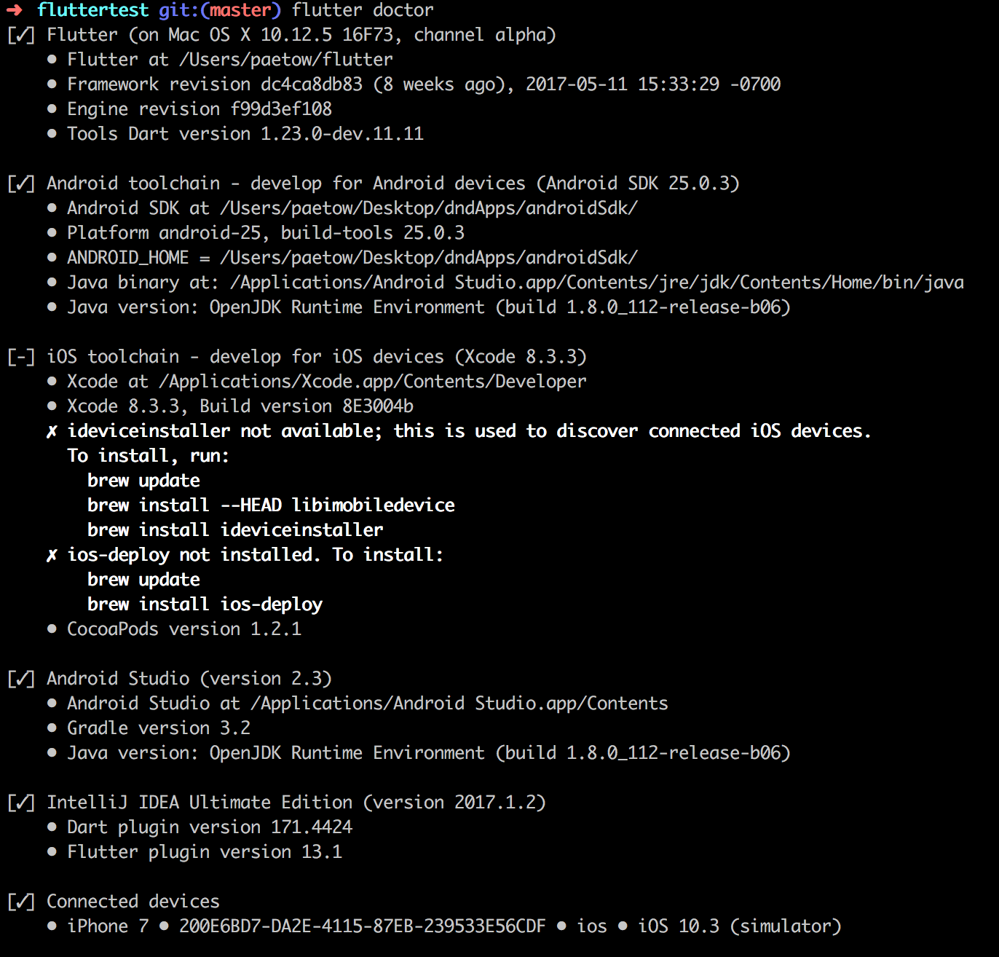 ➜ fluttertest git:(master) flutter doctor
[✓] Flutter (on Mac OS X 10.12.5 16F73, channel alpha)
● Flutter at /Users/paetow/flutter
● Framework revision dc4ca8db83 (8 weeks ago), 2017-05-11 15:33:29 -0700
● Engine revision f99d3ef108
● Tools Dart version 1.23.0-dev.11.11
[✓] Android toolchain - develop for Android devices (Android SDK 25.0.3)
● Android SDK at /Users/paetow/Desktop/dndApps/androidSdk/
● Platform android-25, build-tools 25.0.3
● ANDROID_HOME = /Users/paetow/Desktop/dndApps/androidSdk/
● Java binary at: /Applications/Android Studio.app/Contents/jre/jdk/Contents/Home/bin/java
● Java version: OpenJDK Runtime Environment (build 1.8.0_112-release-b06)
[-] iOS toolchain - develop for iOS devices (Xcode 8.3.3)
● Xcode at /Applications/Xcode.app/Contents/Developer
● Xcode 8.3.3, Build version 8E3004b
✗ ideviceinstaller not available; this is used to discover connected iOS devices.
To install, run:
brew update
brew install --HEAD libimobiledevice
brew install ideviceinstaller
✗ ios-deploy not installed. To install:
brew update
brew install ios-deploy
● CocoaPods version 1.2.1
[✓] Android Studio (version 2.3)
● Android Studio at /Applications/Android Studio.app/Contents
● Gradle version 3.2
● Java version: OpenJDK Runtime Environment (build 1.8.0_112-release-b06)
[✓] IntelliJ IDEA Ultimate Edition (version 2017.1.2)
● Dart plugin version 171.4424
● Flutter plugin version 13.1
[✓] Connected devices
● iPhone 7 ● 200E6BD7-DA2E-4115-87EB-239533E56CDF ● ios ● iOS 10.3 (simulator)